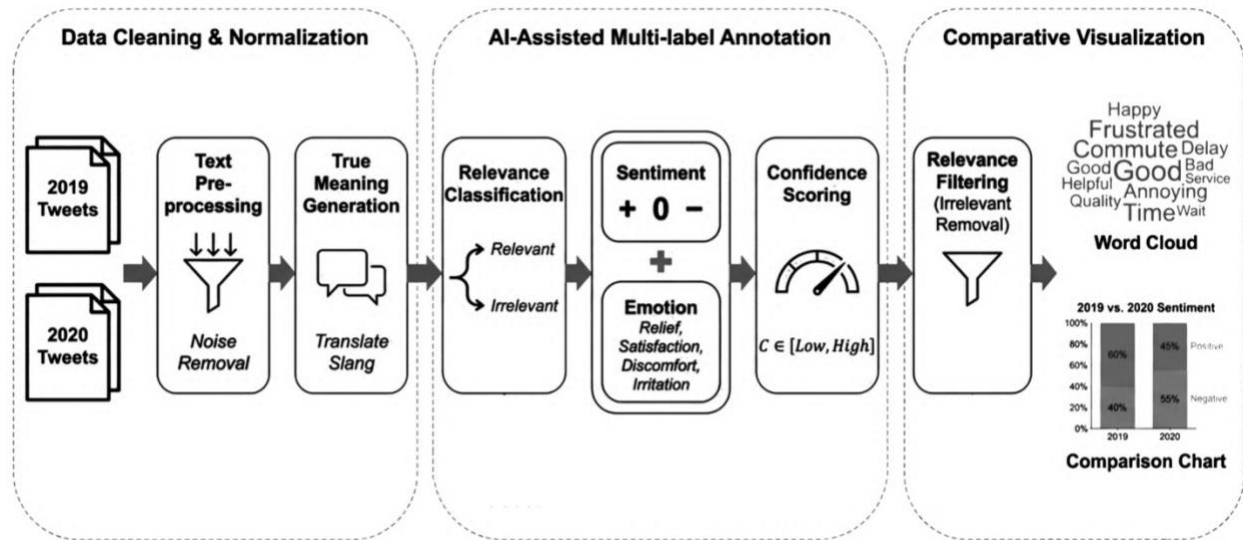 Data Cleaning & Normalization
AI-Assisted Multi-label Annotation
Comparative Visualization
2019
Tweets
2020
Tweets
Text
Pre-
processing
Noise
Removal
True
Meaning
Generation
Translate
Slang
Relevance
Classification
Relevant
Irrelevant
Sentiment
+ 0 −
+
Emotion
Relief,
Satisfaction,
Discomfort,
Irritation
Confidence
Scoring
C ∈ [Low, High]
Relevance
Filtering
(Irrelevant
Removal)
Happy
Frustrated
Commute Delay
Good Good Bad
Helpful Service
Annoying
Quality Time Wait
Word Cloud
2019 vs. 2020 Sentiment
100%
80%
60%
40%
20%
0%
60%
40%
45%
55%
Positive
Negative
2019 2020
Comparison Chart